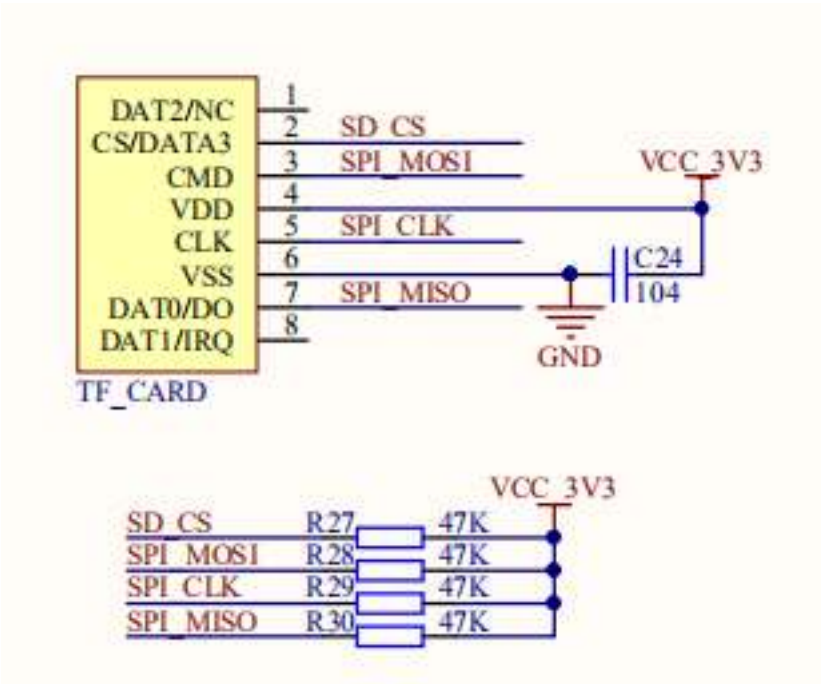 DAT2/NC 1
CS/DATA3 2 SD_CS
CMD 3 SPI_MOSI
VCC_3V3
VDD 4
CLK 5 SPI_CLK
VSS 6 C24
DAT0/DO 7 SPI_MISO 104
DAT1/IRQ 8
GND
TF_CARD
VCC_3V3
SD_CS R27 47K
SPI_MOSI R28 47K
SPI_CLK R29 47K
SPI_MISO R30 47K